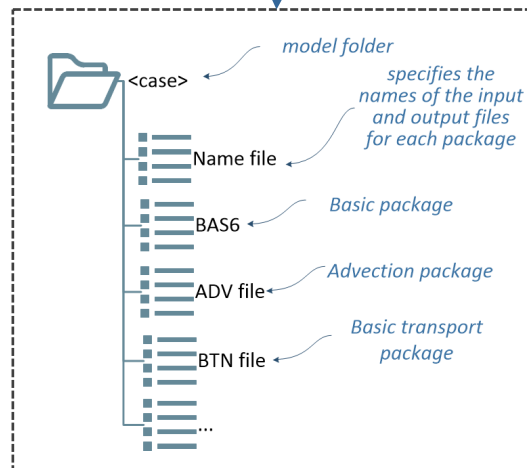 model folder
<case>
specifies the
names of the input
and output files
for each package
Name file
Basic package
BAS6
Advection package
ADV file
Basic transport
package
BTN file
...